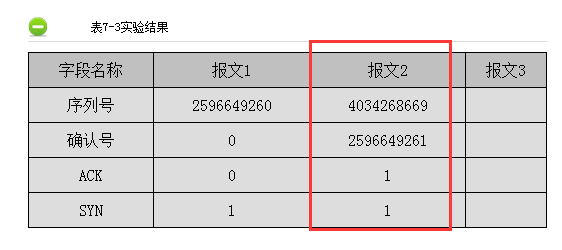 表7-3实验结果
字段名称 报文1 报文2 报文3
序列号 2596649260 4034268669
确认号 0 2596649261
ACK 0 1
SYN 1 1